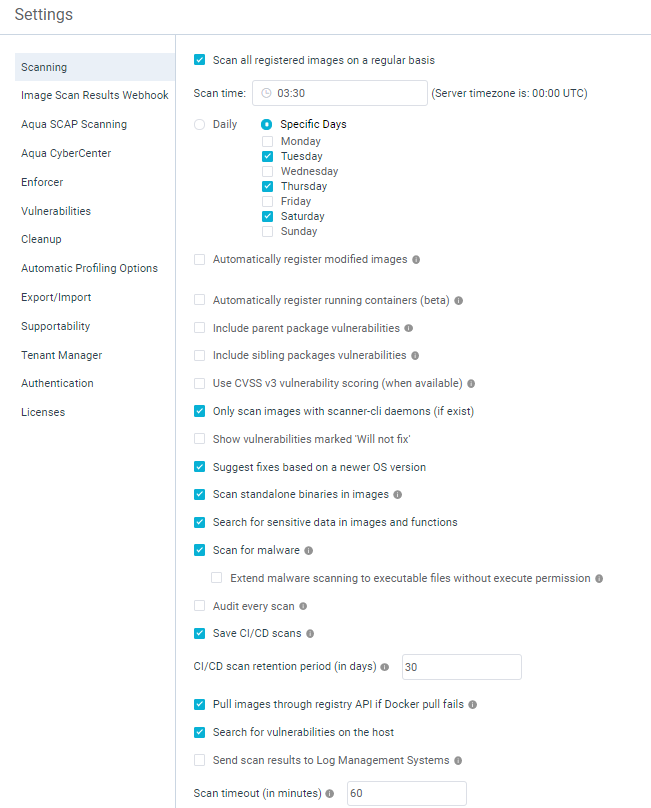 Settings
Scanning
Image Scan Results Webhook
Aqua SCAP Scanning
Aqua CyberCenter
Enforcer
Vulnerabilities
Cleanup
Automatic Profiling Options
Export/Import
Supportability
Tenant Manager
Authentication
Licenses
Scan all registered images on a regular basis
Scan time: 03:30 (Server timezone is: 00:00 UTC)
Daily Specific Days
Monday
Tuesday
Wednesday
Thursday
Friday
Saturday
Sunday
Automatically register modified images
Automatically register running containers (beta)
Include parent package vulnerabilities
Include sibling packages vulnerabilities
Use CVSS v3 vulnerability scoring (when available)
Only scan images with scanner-cli daemons (if exist)
Show vulnerabilities marked 'Will not fix'
Suggest fixes based on a newer OS version
Scan standalone binaries in images
Search for sensitive data in images and functions
Scan for malware
Extend malware scanning to executable files without execute permission
Audit every scan
Save CI/CD scans
CI/CD scan retention period (in days) 30
Pull images through registry API if Docker pull fails
Search for vulnerabilities on the host
Send scan results to Log Management Systems
Scan timeout (in minutes) 60